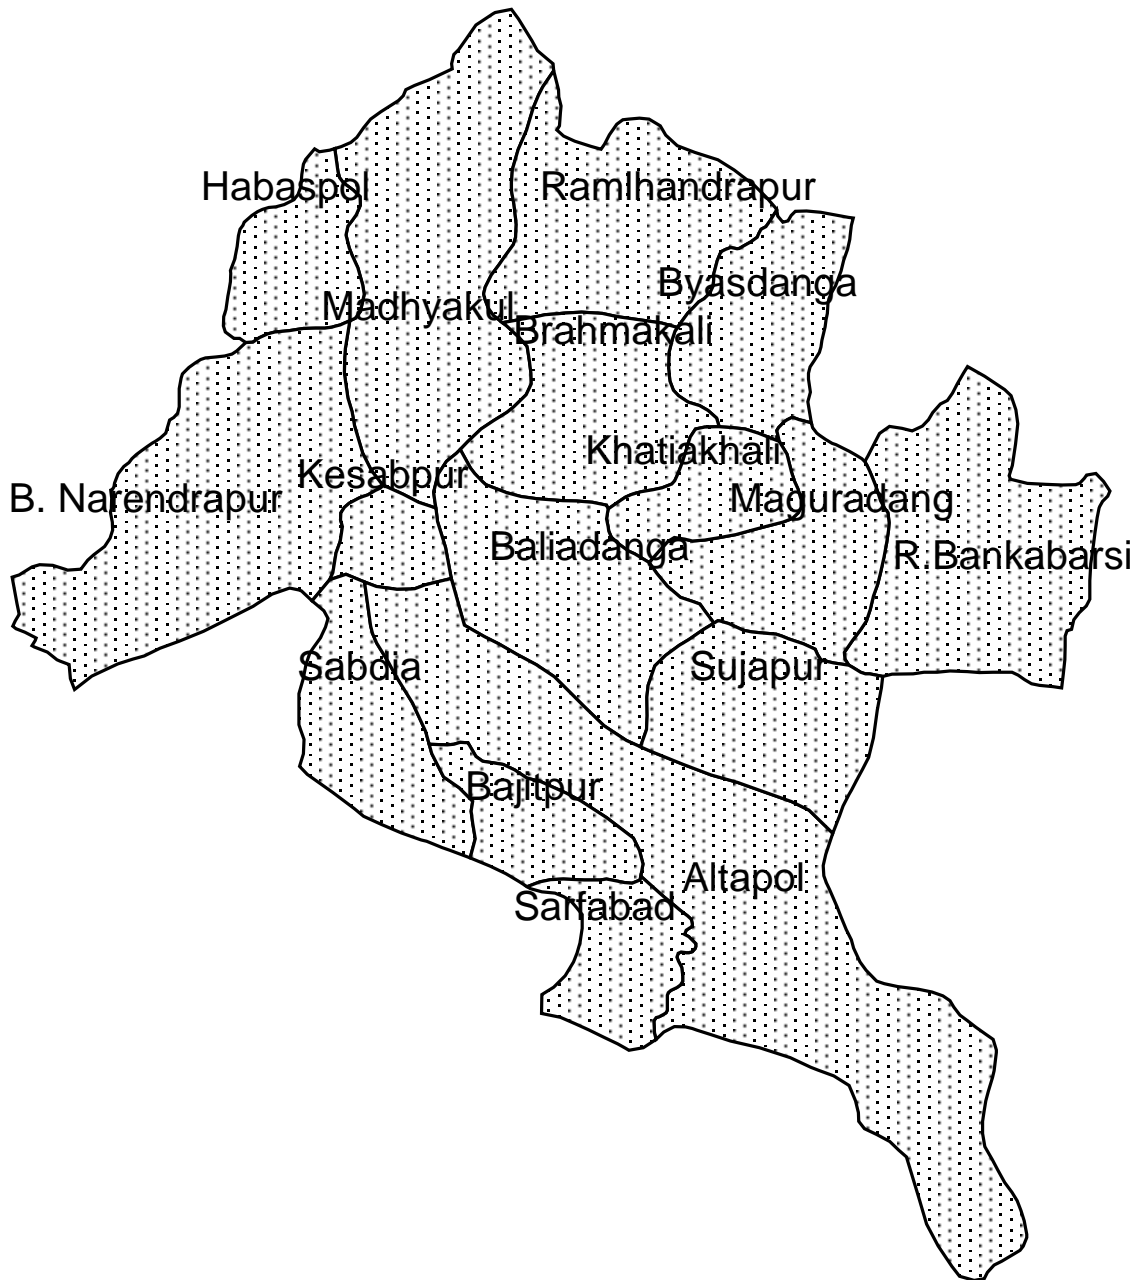 Habaspol
Ramlhandrapur
Byasdanga
Madhyakul
Brahmakali
Khatiakhali
Kesabpur
B. Narendrapur
Maguradang
Baliadanga
R.Bankabarsi
Sabdia
Sujapur
Bajitpur
Altapol
Sarfabad